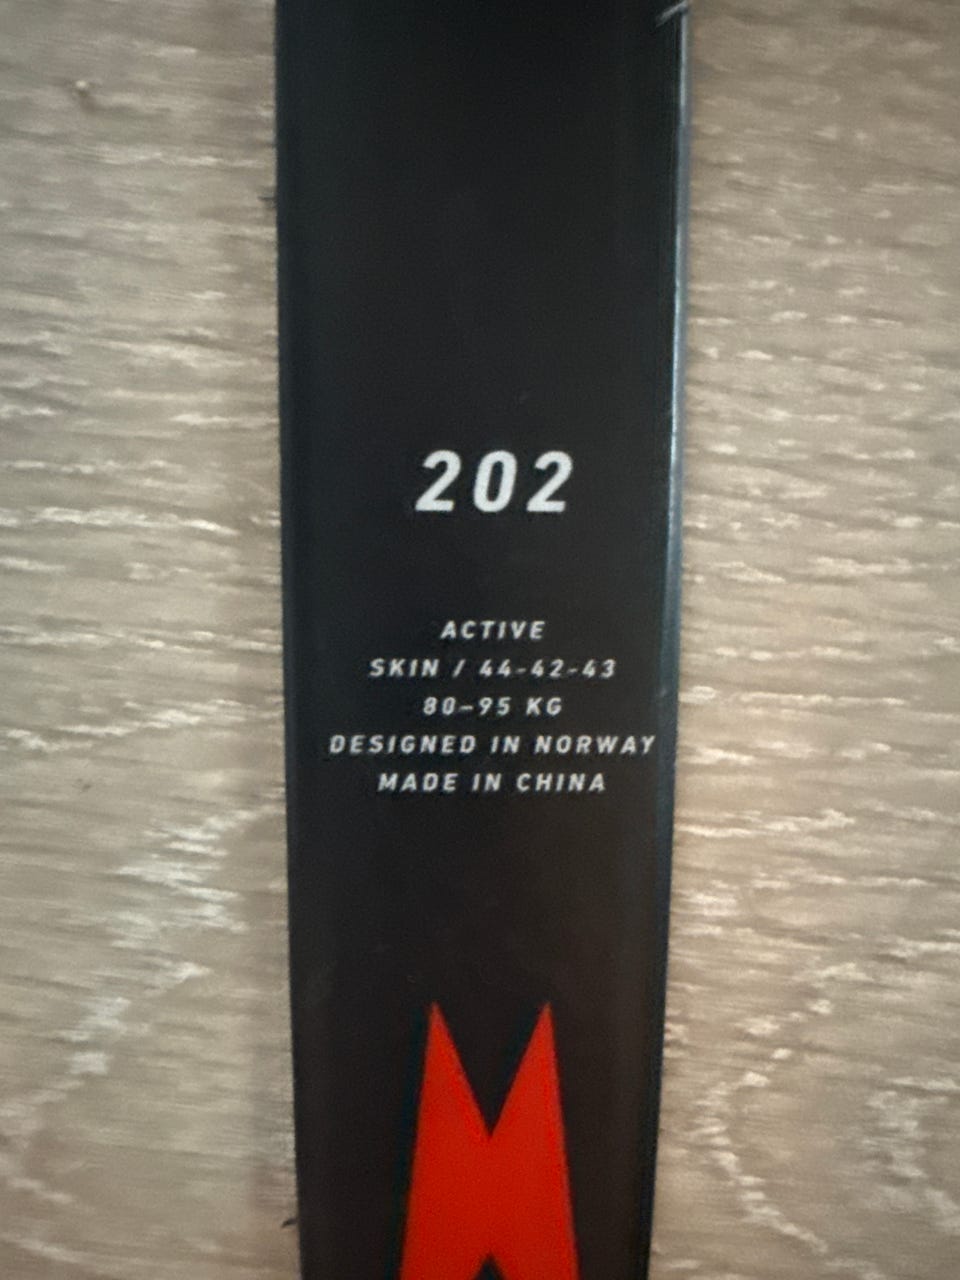 202
ACTIVE
SKIN / 44-42-43
80-95 KG
DESIGNED IN NORWAY
MADE IN CHINA